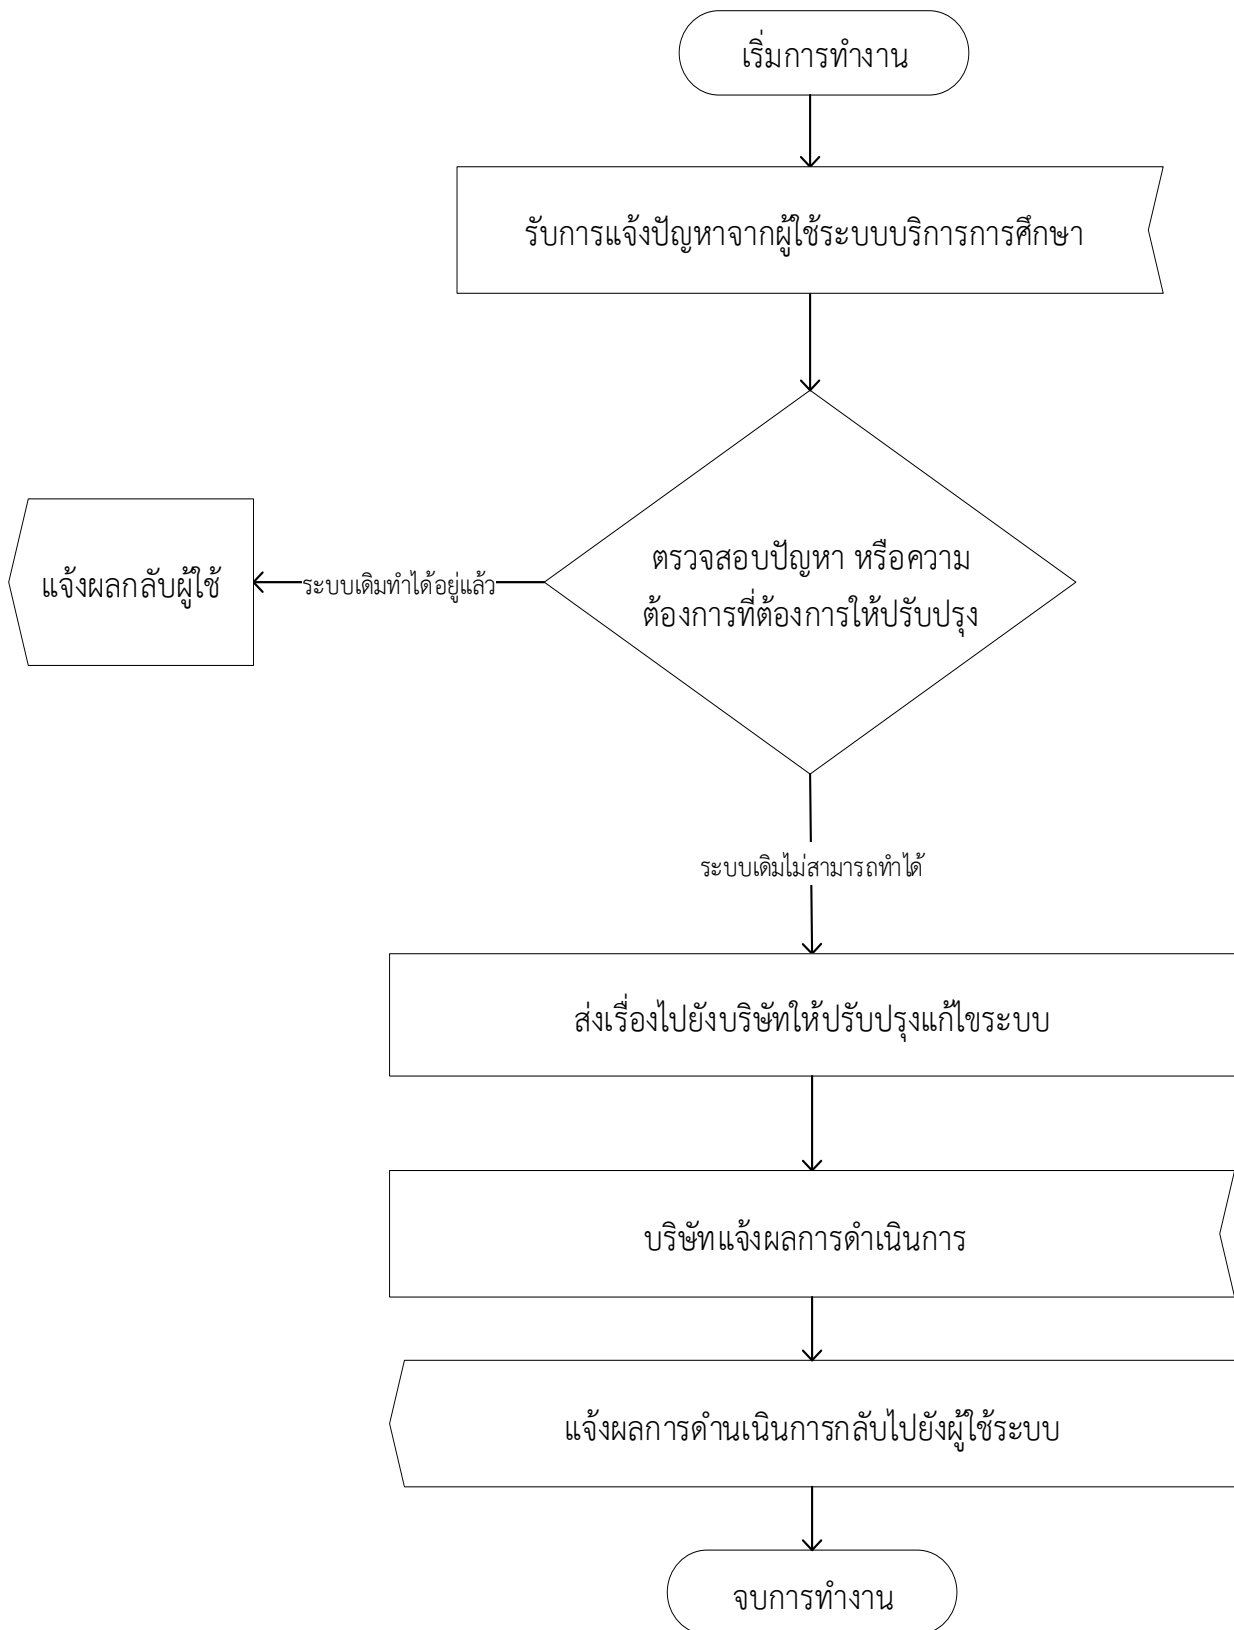 เริ่มการทำงาน
รับการแจ้งปัญหาจากผู้ใช้ระบบบริการการศึกษา
ตรวจสอบปัญหา หรือความ
ต้องการที่ต้องการให้ปรับปรุง
ระบบเดิมทำได้อยู่แล้ว
แจ้งผลกลับผู้ใช้
ระบบเดิมไม่สามารถทำได้
ส่งเรื่องไปยังบริษัทให้ปรับปรุงแก้ไขระบบ
บริษัทแจ้งผลการดำเนินการ
แจ้งผลการดำนเนินการกลับไปยังผู้ใช้ระบบ
จบการทำงาน